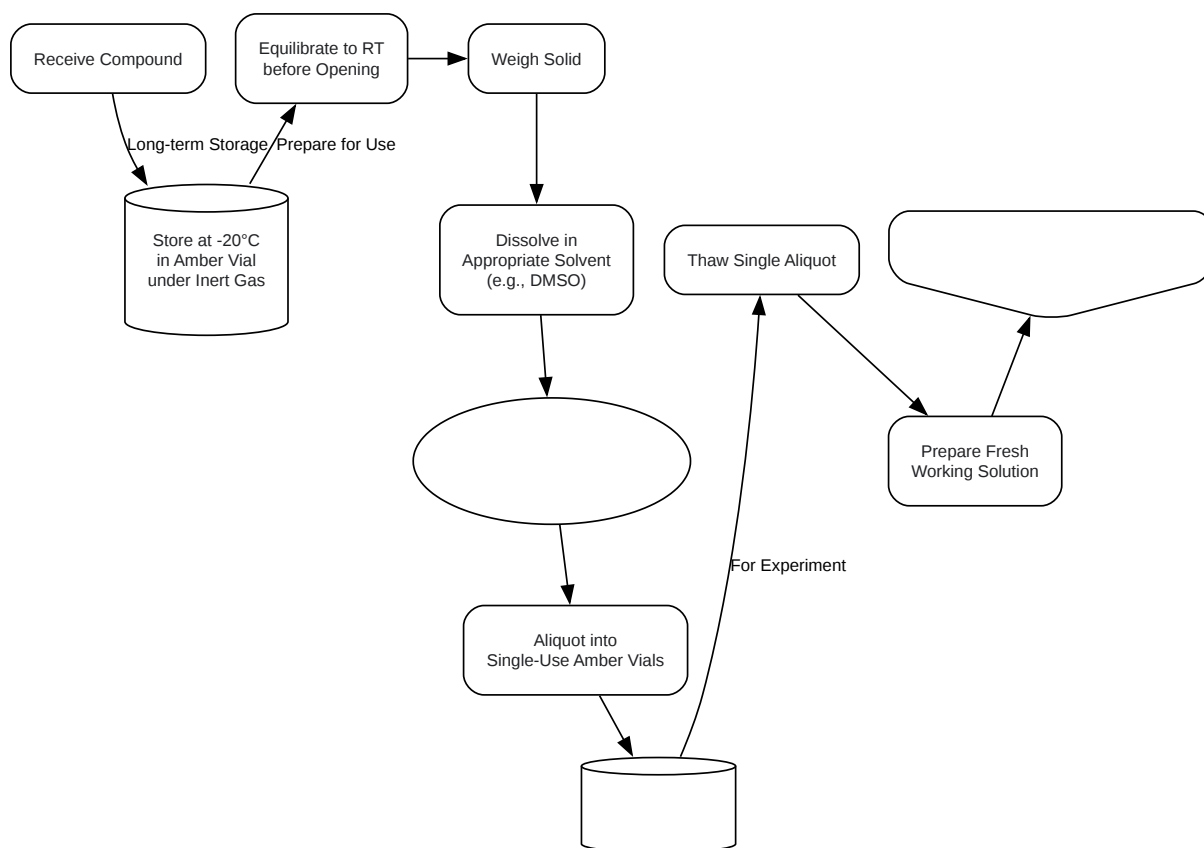 Receive Compound
Equilibrate to RT
before Opening
Weigh Solid
Long-term Storage
Prepare for Use
Store at -20°C
in Amber Vial
under Inert Gas
Dissolve in
Appropriate Solvent
(e.g., DMSO)
Thaw Single Aliquot
Prepare Fresh
Working Solution
For Experiment
Aliquot into
Single-Use Amber Vials